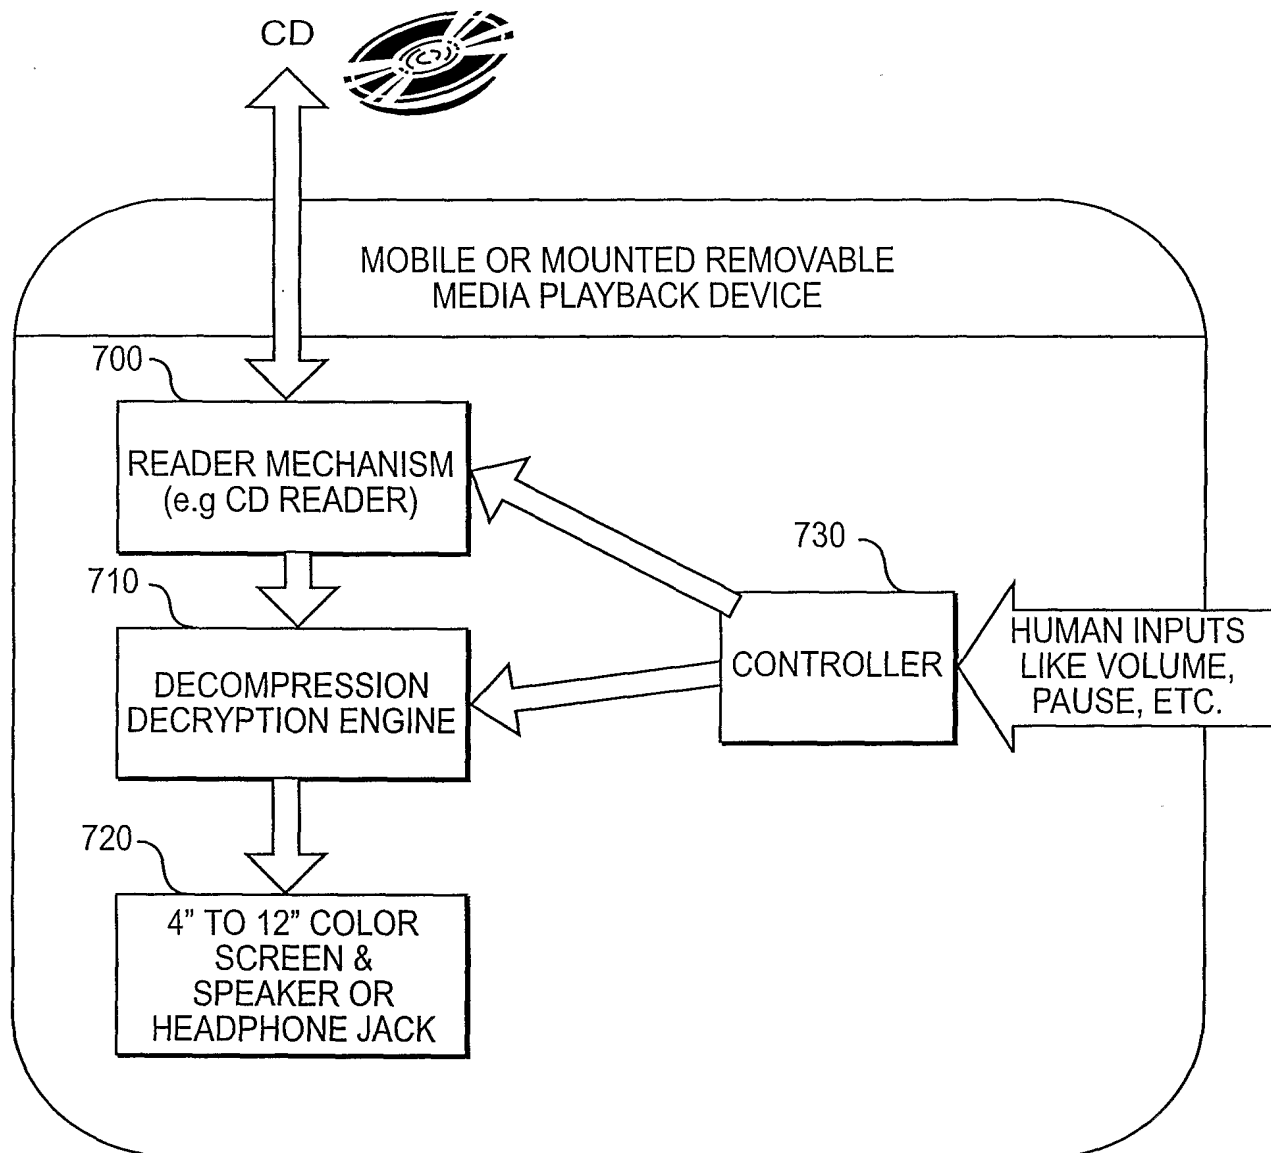 CD
MOBILE OR MOUNTED REMOVABLE
MEDIA PLAYBACK DEVICE
700
READER MECHANISM
(e.g CD READER)
730
710
HUMAN INPUTS
LIKE VOLUME,
PAUSE, ETC.
CONTROLLER
DECOMPRESSION
DECRYPTION ENGINE
720
4” TO 12” COLOR
SCREEN &
SPEAKER OR
HEADPHONE JACK